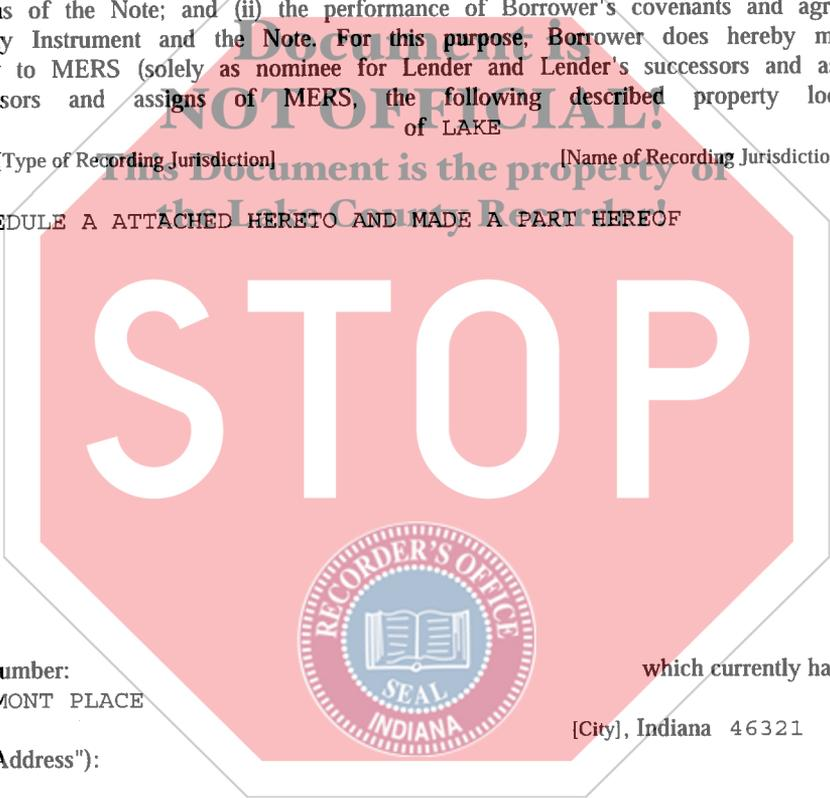 s of the Note; and (ii) the performance of Borrower's covenants and agr
y Instrument and the Note. For this purpose, Borrower does hereby m
Document is
to MERS (solely as nominee for Lender and Lender's successors and as
sors and assigns of MERS, the following described property loc
NOT OFFICIAL!
of LAKE
[Type of Recording Jurisdiction] [Name of Recording Jurisdictio
This Document is the property of
the Lake County Recorder!
EDULE A ATTACHED HERETO AND MADE A PART HEREOF
STOP
RECORDER'S OFFICE
SEAL
INDIANA
umber: which currently ha
MONT PLACE
[City], Indiana 46321
Address"):